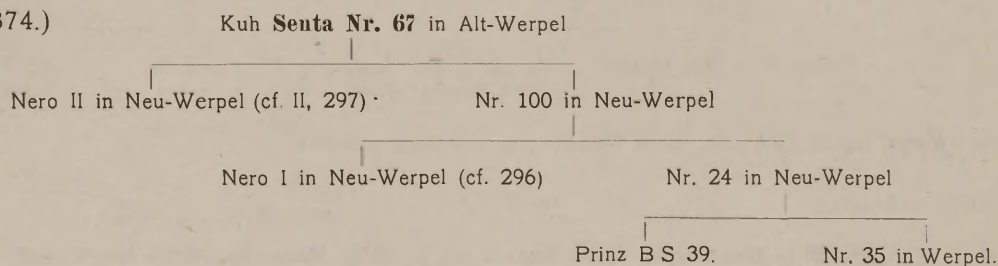 374.)
Kuh Senta Nr. 67 in Alt-Werpel
Nero II in Neu-Werpel (cf. II, 297)
Nr. 100 in Neu-Werpel
Nero I in Neu-Werpel (cf. 296)
Nr. 24 in Neu-Werpel
Prinz B S 39.
Nr. 35 in Werpel.